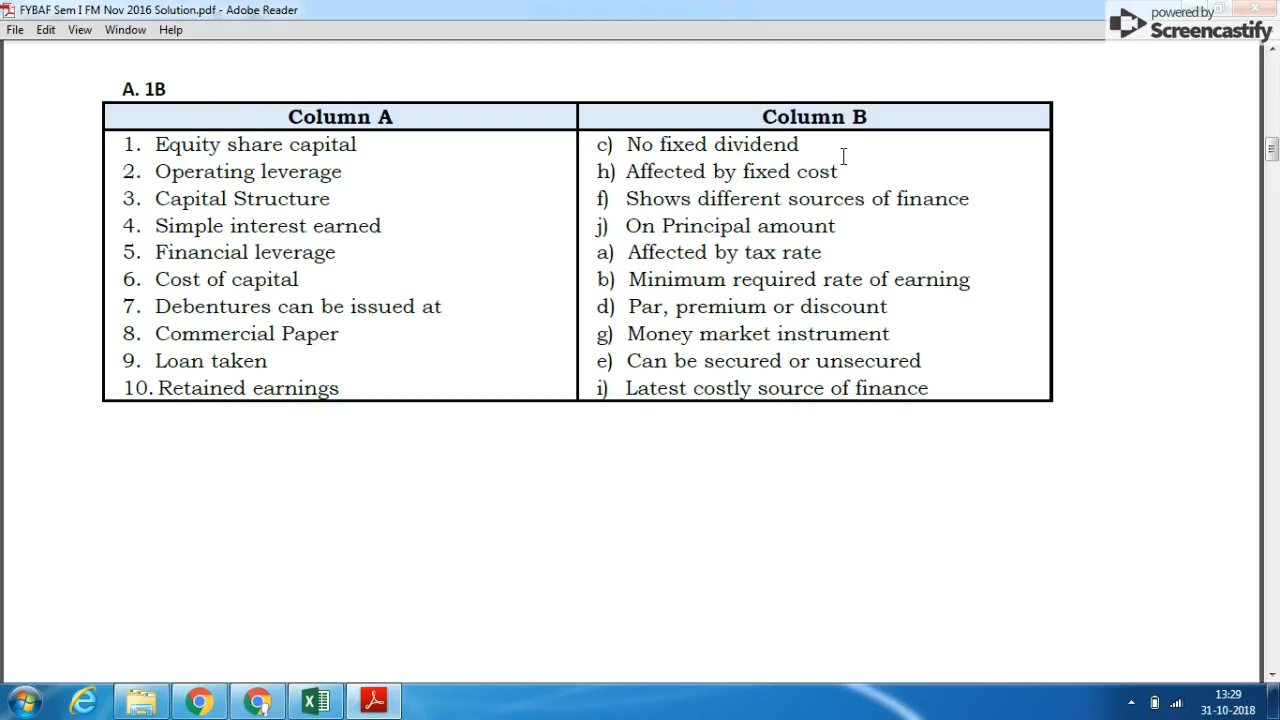 FYBAF Sem I FM Nov 2016 Solution.pdf - Adobe Reader
File Edit View Window Help
powered by
Screencastify
A. 1B
Column A Column B
1. Equity share capital c) No fixed dividend
2. Operating leverage h) Affected by fixed cost
3. Capital Structure f) Shows different sources of finance
4. Simple interest earned j) On Principal amount
5. Financial leverage a) Affected by tax rate
6. Cost of capital b) Minimum required rate of earning
7. Debentures can be issued at d) Par, premium or discount
8. Commercial Paper g) Money market instrument
9. Loan taken e) Can be secured or unsecured
10. Retained earnings i) Latest costly source of finance
13:29
31-10-2018